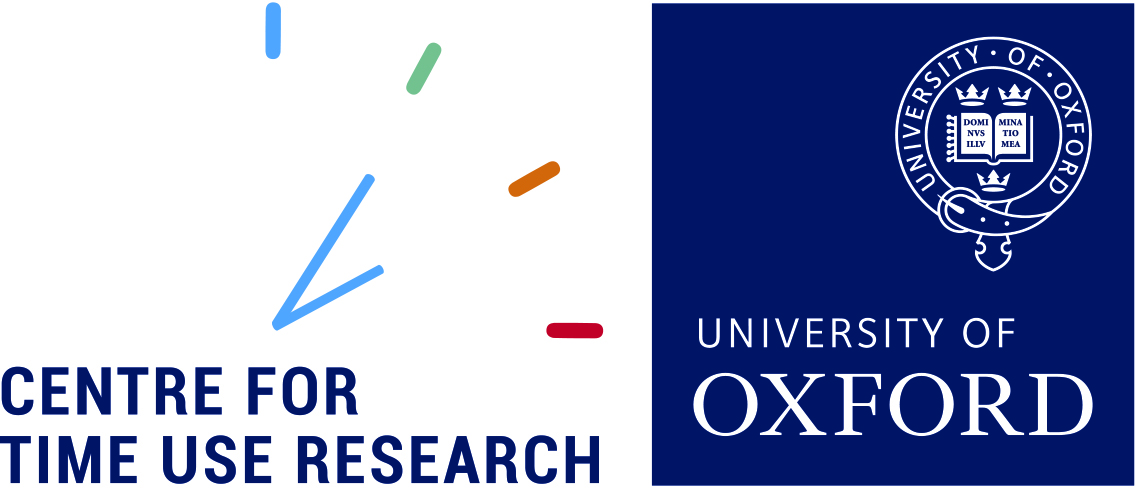 CENTRE FOR
TIME USE RESEARCH
UNIVERSITY · OF · OXFORD
DOMI
NVS
ILLV
MINA
TIO
MEA
UNIVERSITY OF
OXFORD